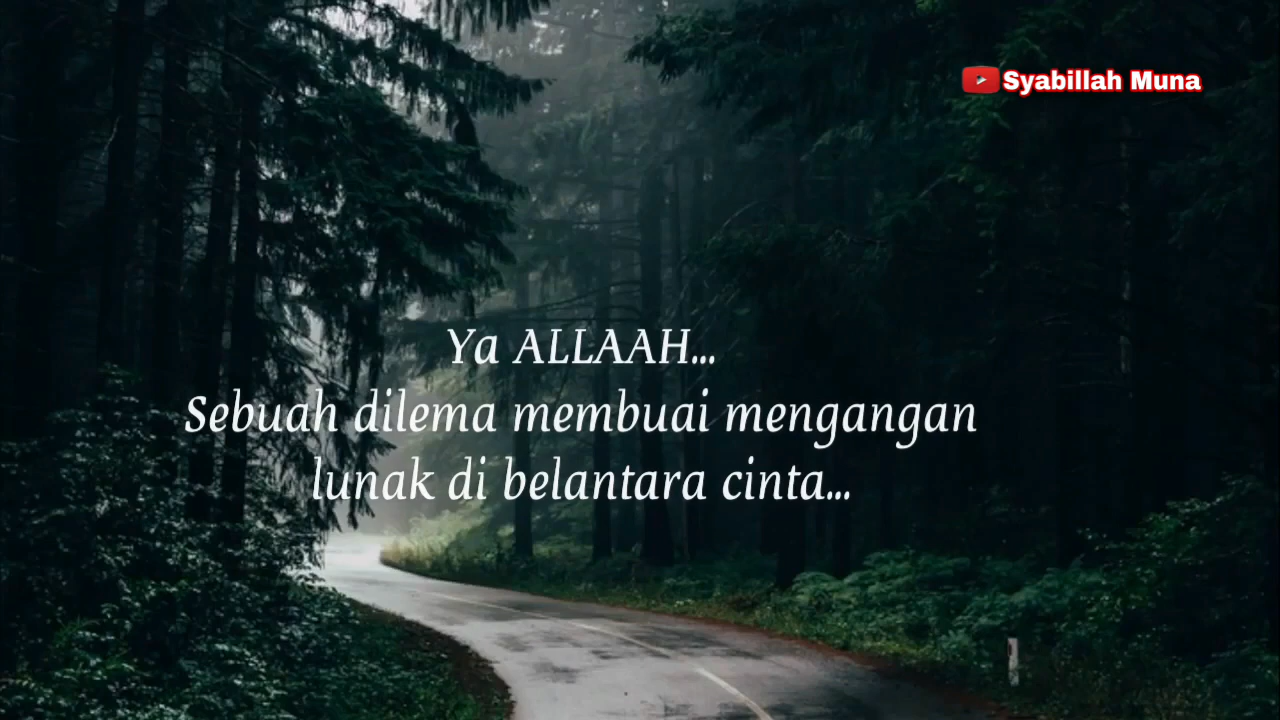 Syabillah Muna
Ya ALLAAH...
Sebuah dilema membuai mengangan
lunak di belantara cinta...